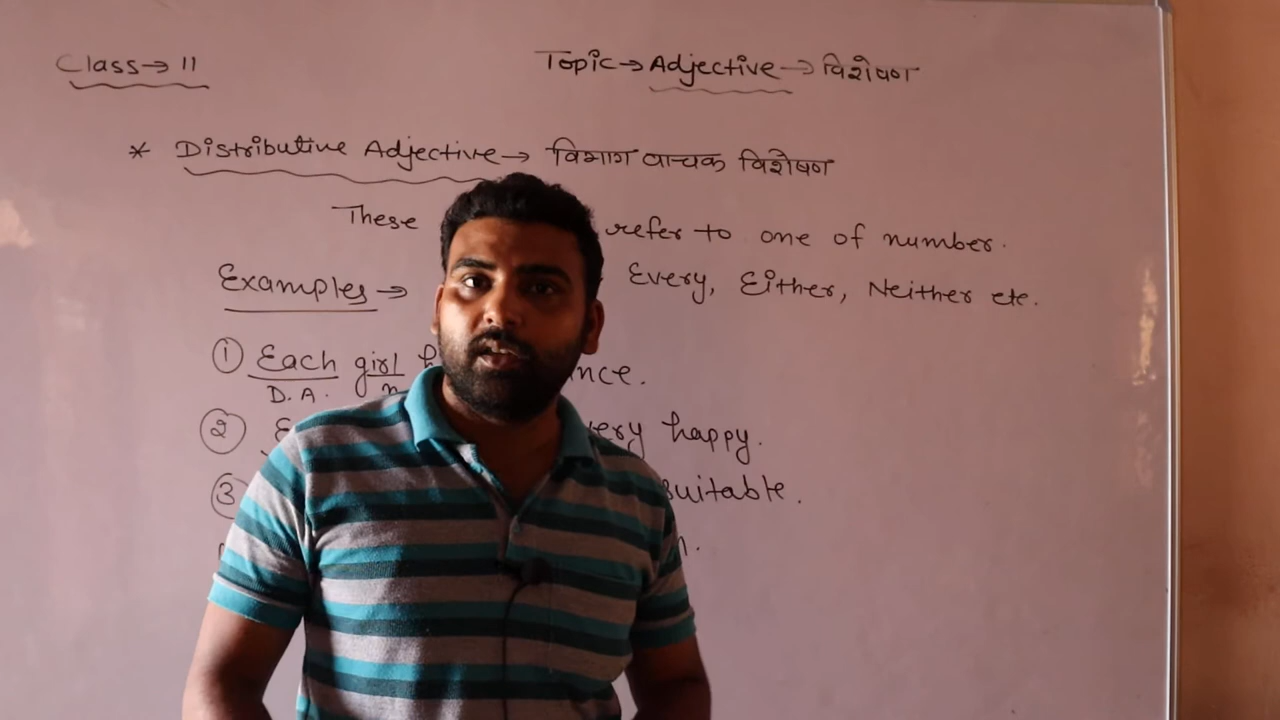 Class→ 11
Topic→ Adjective → विशेषण
* Distributive Adjective→ विभाग वाचक विशेषण
These refer to one of number.
Examples → Every, Either, Neither etc.
① Each girl
D.A.
② very happy.
③ suitable.